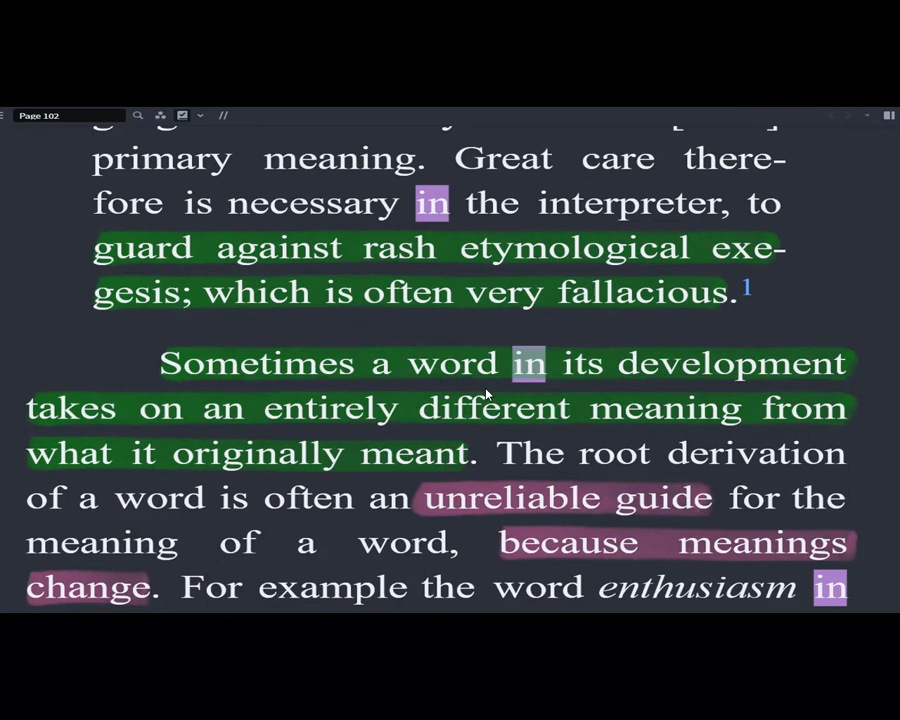 Page 102
primary meaning. Great care there-
fore is necessary in the interpreter, to
guard against rash etymological exe-
gesis; which is often very fallacious.1
Sometimes a word in its development
takes on an entirely different meaning from
what it originally meant. The root derivation
of a word is often an unreliable guide for the
meaning of a word, because meanings
change. For example the word enthusiasm in